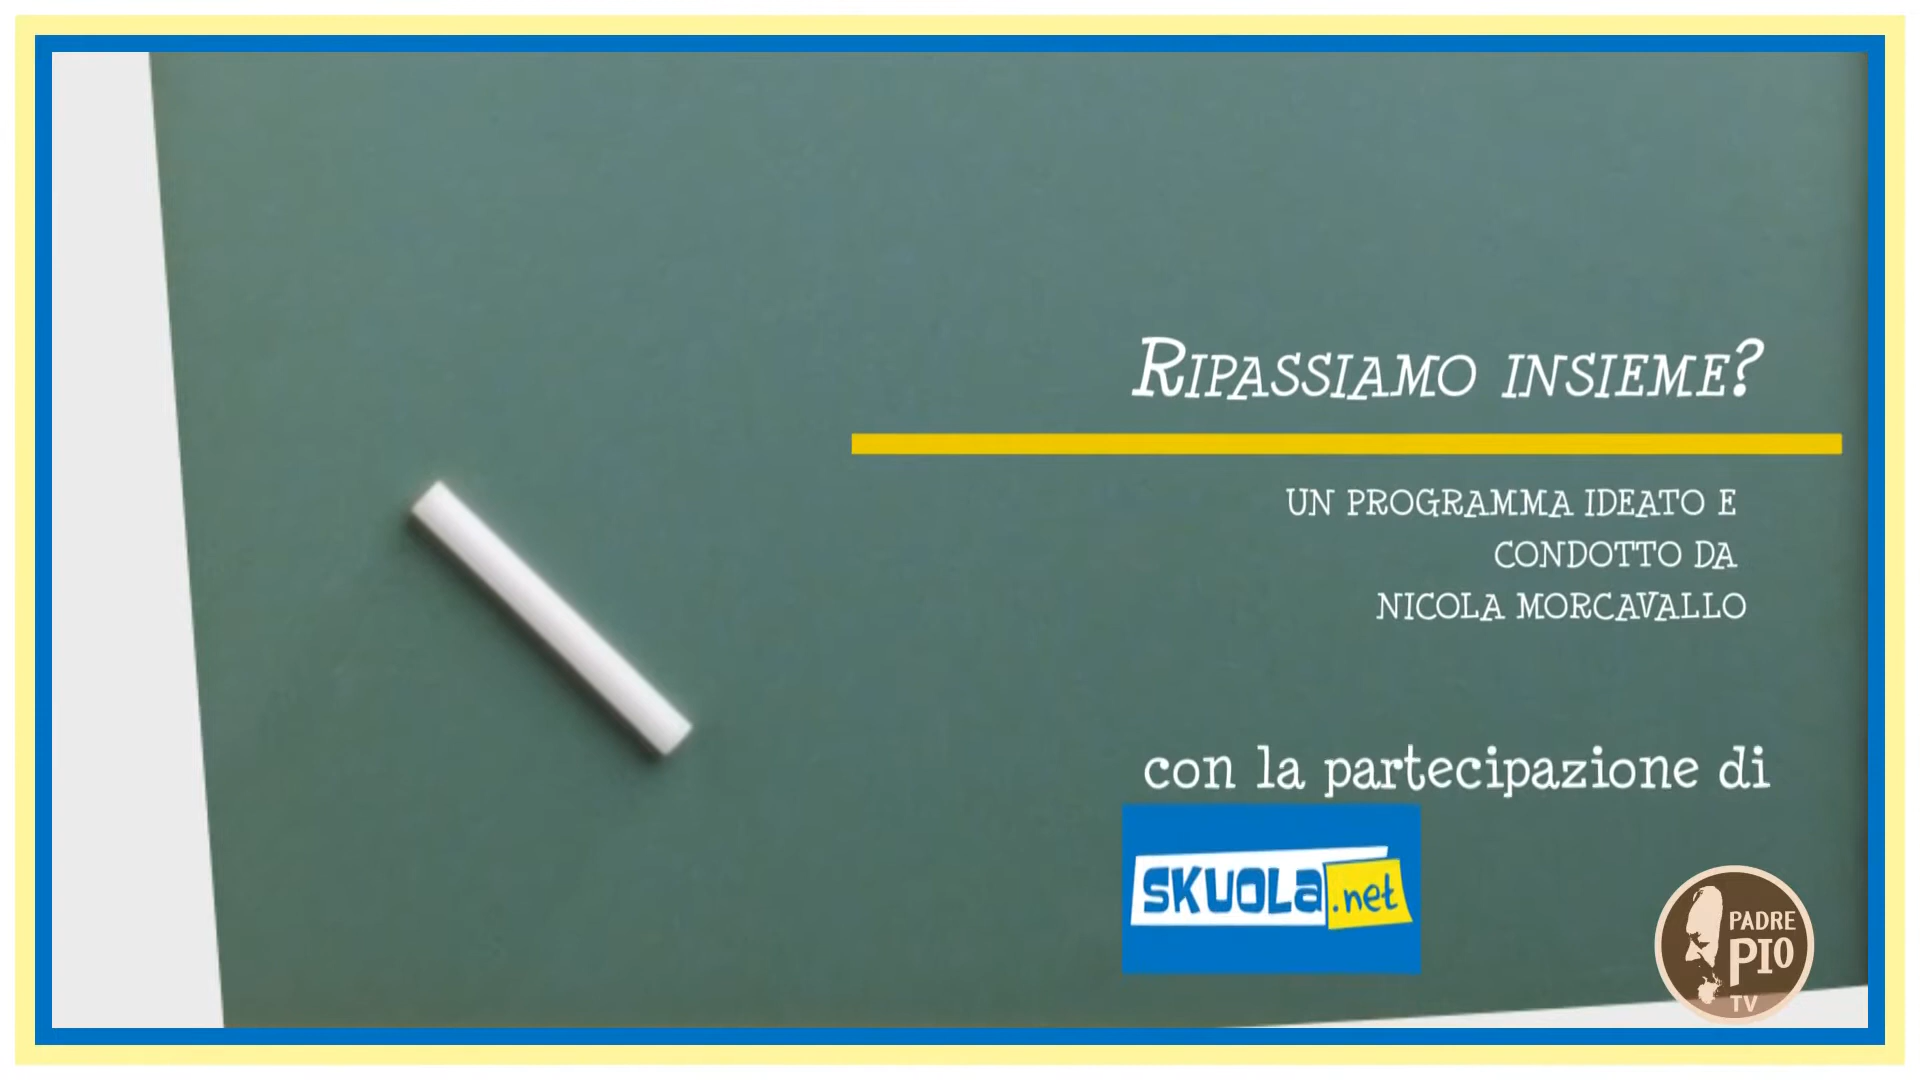 Ripassiamo insieme?
UN PROGRAMMA IDEATO E
CONDOTTO DA
NICOLA MORCAVALLO
con la partecipazione di
SKUOLa.net
PADRE
PIO
TV